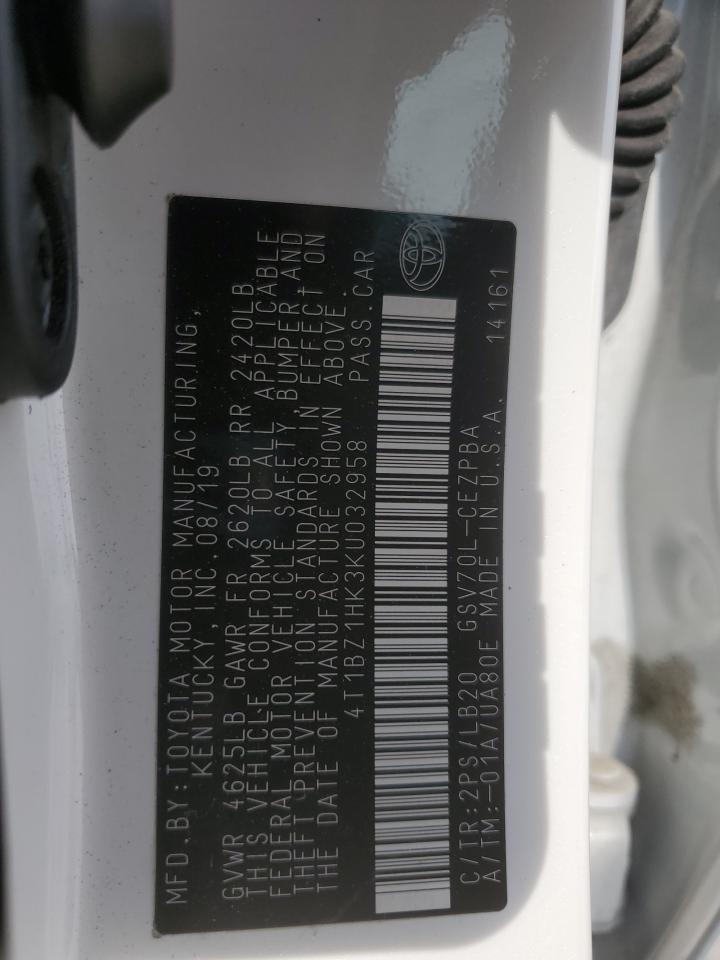 MFD.BY:TOYOTA MOTOR MANUFACTURING,
KENTUCKY,INC.08/19
GVWR 4625LB GAWR FR 2620LB RR 2420LB
THIS VEHICLE CONFORMS TO ALL APPLICABLE
FEDERAL MOTOR VEHICLE SAFETY, BUMPER AND
THEFT PREVENTION STANDARDS IN EFFECT ON
THE DATE OF MANUFACTURE SHOWN ABOVE.
4T1BZ1HK3KU032958 PASS.CAR
C/TR:2PS/LB20 GSV70L-CEZPBA
A/TM:-01A/UA80E MADE IN U.S.A. 14161